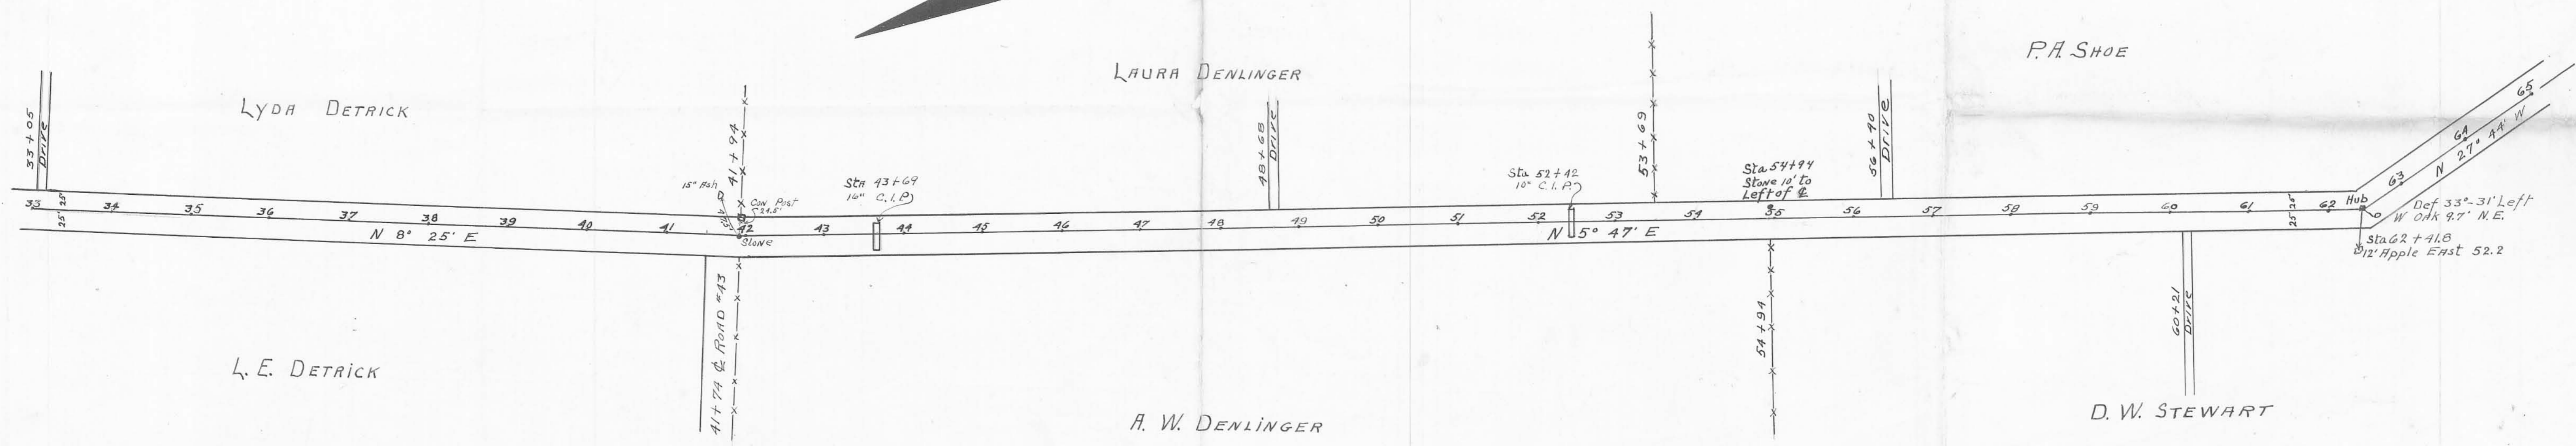 33+05
Drive
LYDA DETRICK
15" Ash
41+94
Con Post
24.5'
Sta 43+69
16" C.I.P.
LAURA DENLINGER
48+68
Drive
Sta 52+42
10" C.I.P.
53+69
Sta 54+94
Stone 10' to
Left of ℄
56+90
Drive
P.A. SHOE
25' 25'
33 34 35 36 37 38 39 40 41 42 43 44 45 46 47 48 49 50 51 52 53 54 55 56 57 58 59 60 61 62 63 64 65
25' 25'
N 8° 25' E
Stone
N 5° 47' E
N 27° 44' W
Hub
Def 33°-31' Left
W Oak 9.7' N.E.
Sta 62+41.8
12" Apple East 52.2
41+74 ℄ ROAD #43
54+94
60+21
Drive
L. E. DETRICK
A. W. DENLINGER
D. W. STEWART